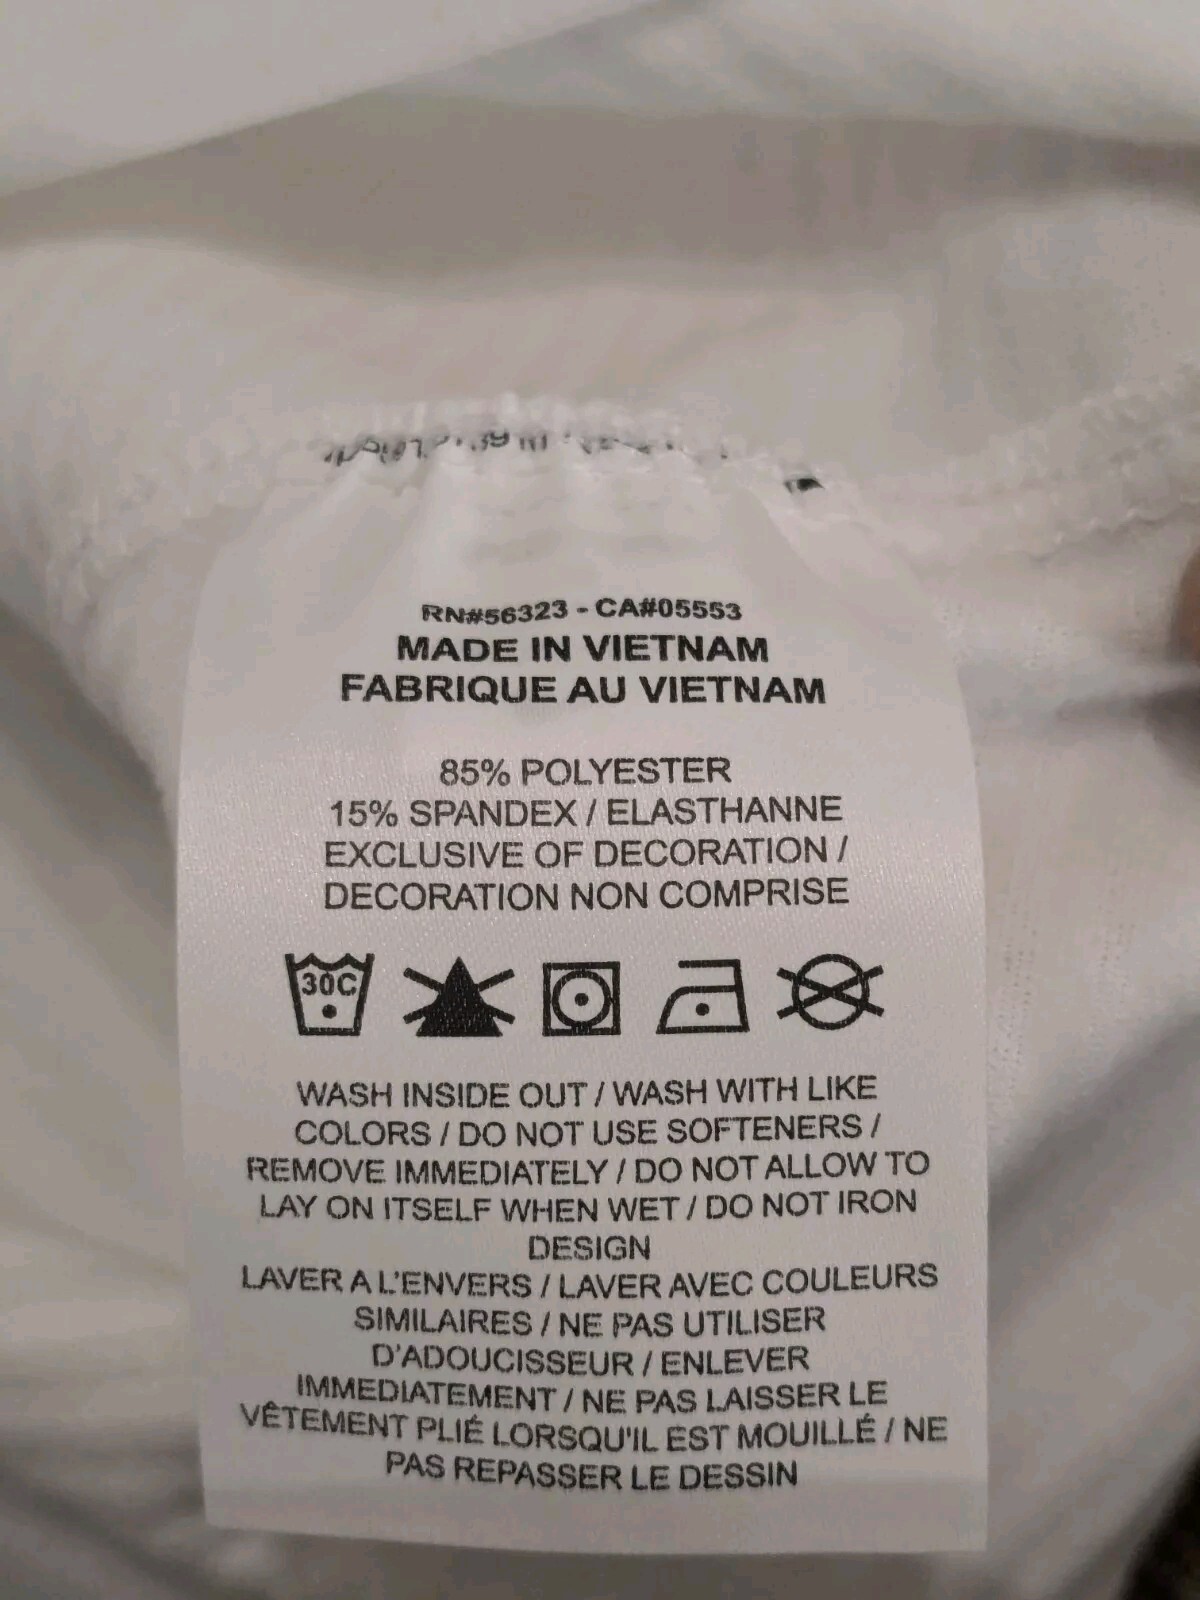 RN#56323 - CA#05553
MADE IN VIETNAM
FABRIQUE AU VIETNAM
85% POLYESTER
15% SPANDEX / ELASTHANNE
EXCLUSIVE OF DECORATION /
DECORATION NON COMPRISE
30C
WASH INSIDE OUT / WASH WITH LIKE
COLORS / DO NOT USE SOFTENERS /
REMOVE IMMEDIATELY / DO NOT ALLOW TO
LAY ON ITSELF WHEN WET / DO NOT IRON
DESIGN
LAVER A L'ENVERS / LAVER AVEC COULEURS
SIMILAIRES / NE PAS UTILISER
D'ADOUCISSEUR / ENLEVER
IMMEDIATEMENT / NE PAS LAISSER LE
VÊTEMENT PLIÉ LORSQU'IL EST MOUILLÉ / NE
PAS REPASSER LE DESSIN